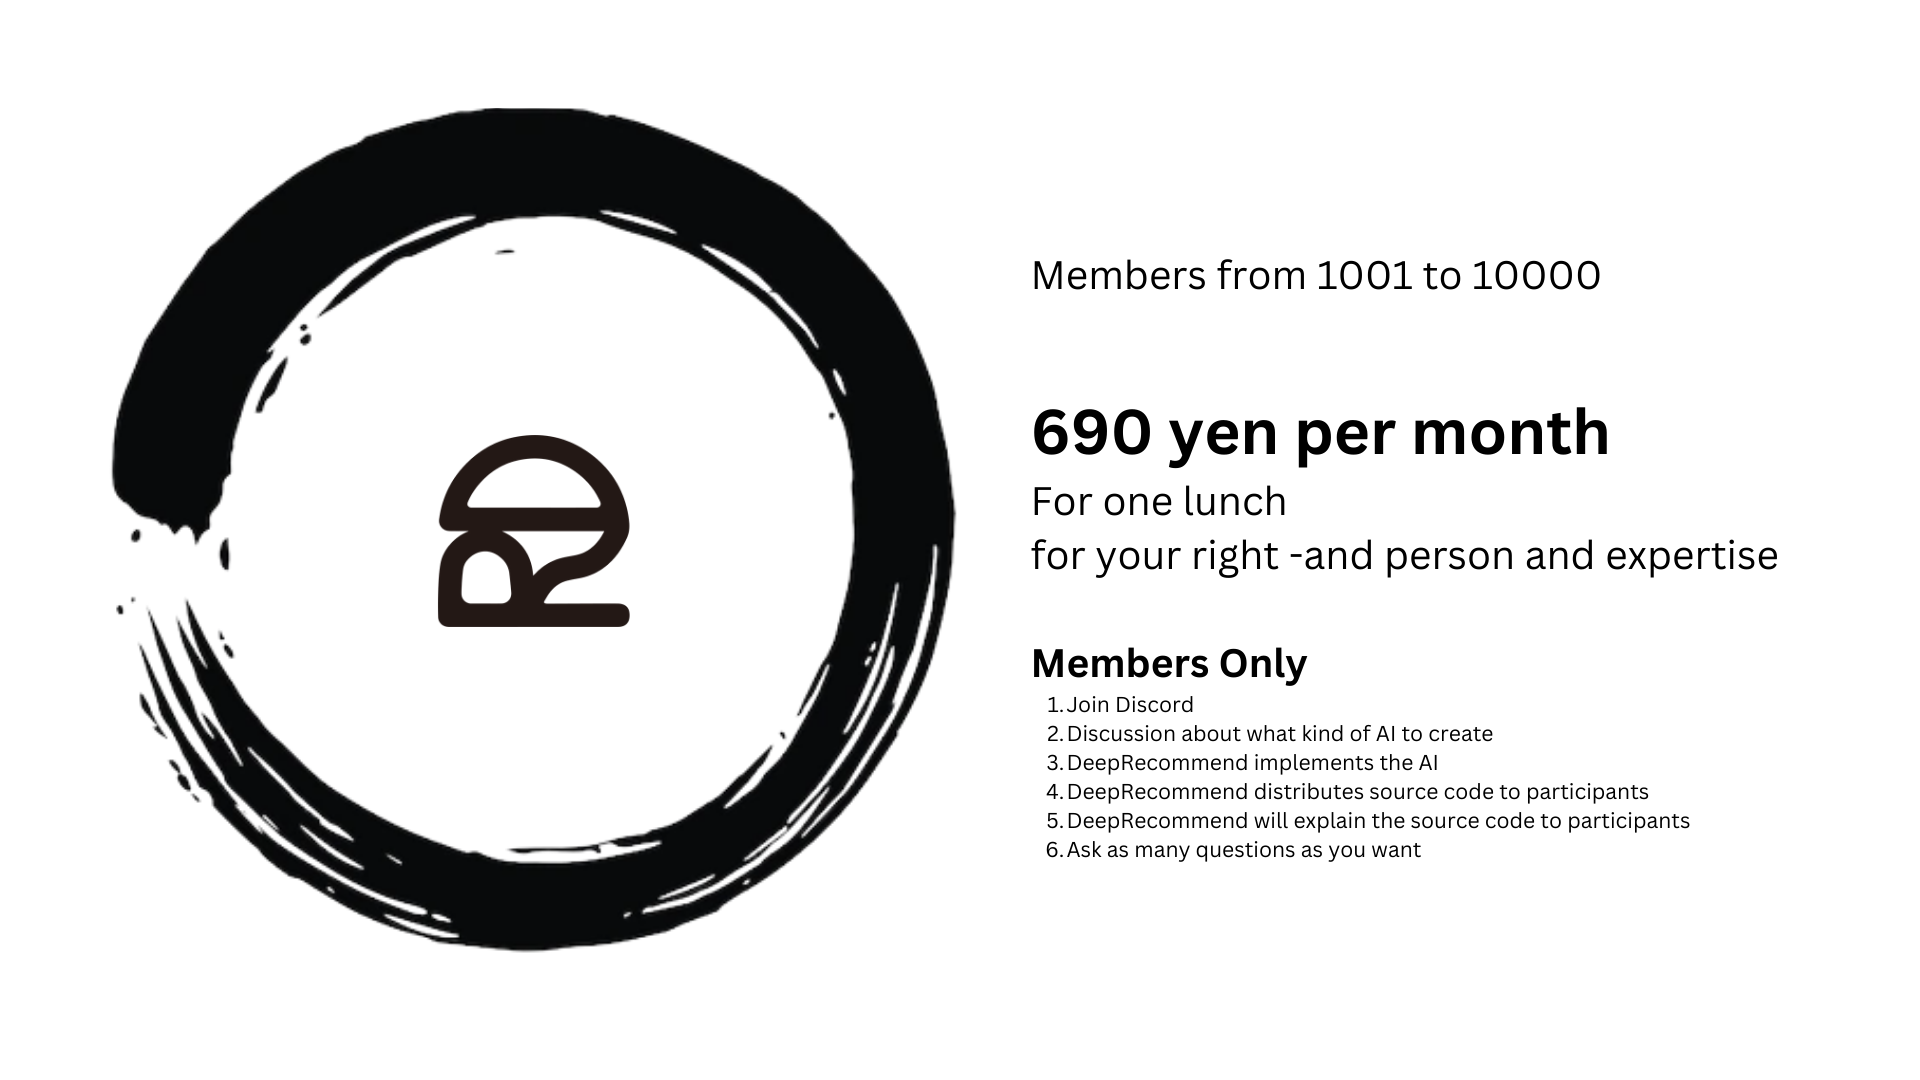 Members from 1001 to 10000
690 yen per month
For one lunch
for your right -and person and expertise
Members Only
1. Join Discord
2. Discussion about what kind of AI to create
3. DeepRecommend implements the AI
4. DeepRecommend distributes source code to participants
5. DeepRecommend will explain the source code to participants
6. Ask as many questions as you want